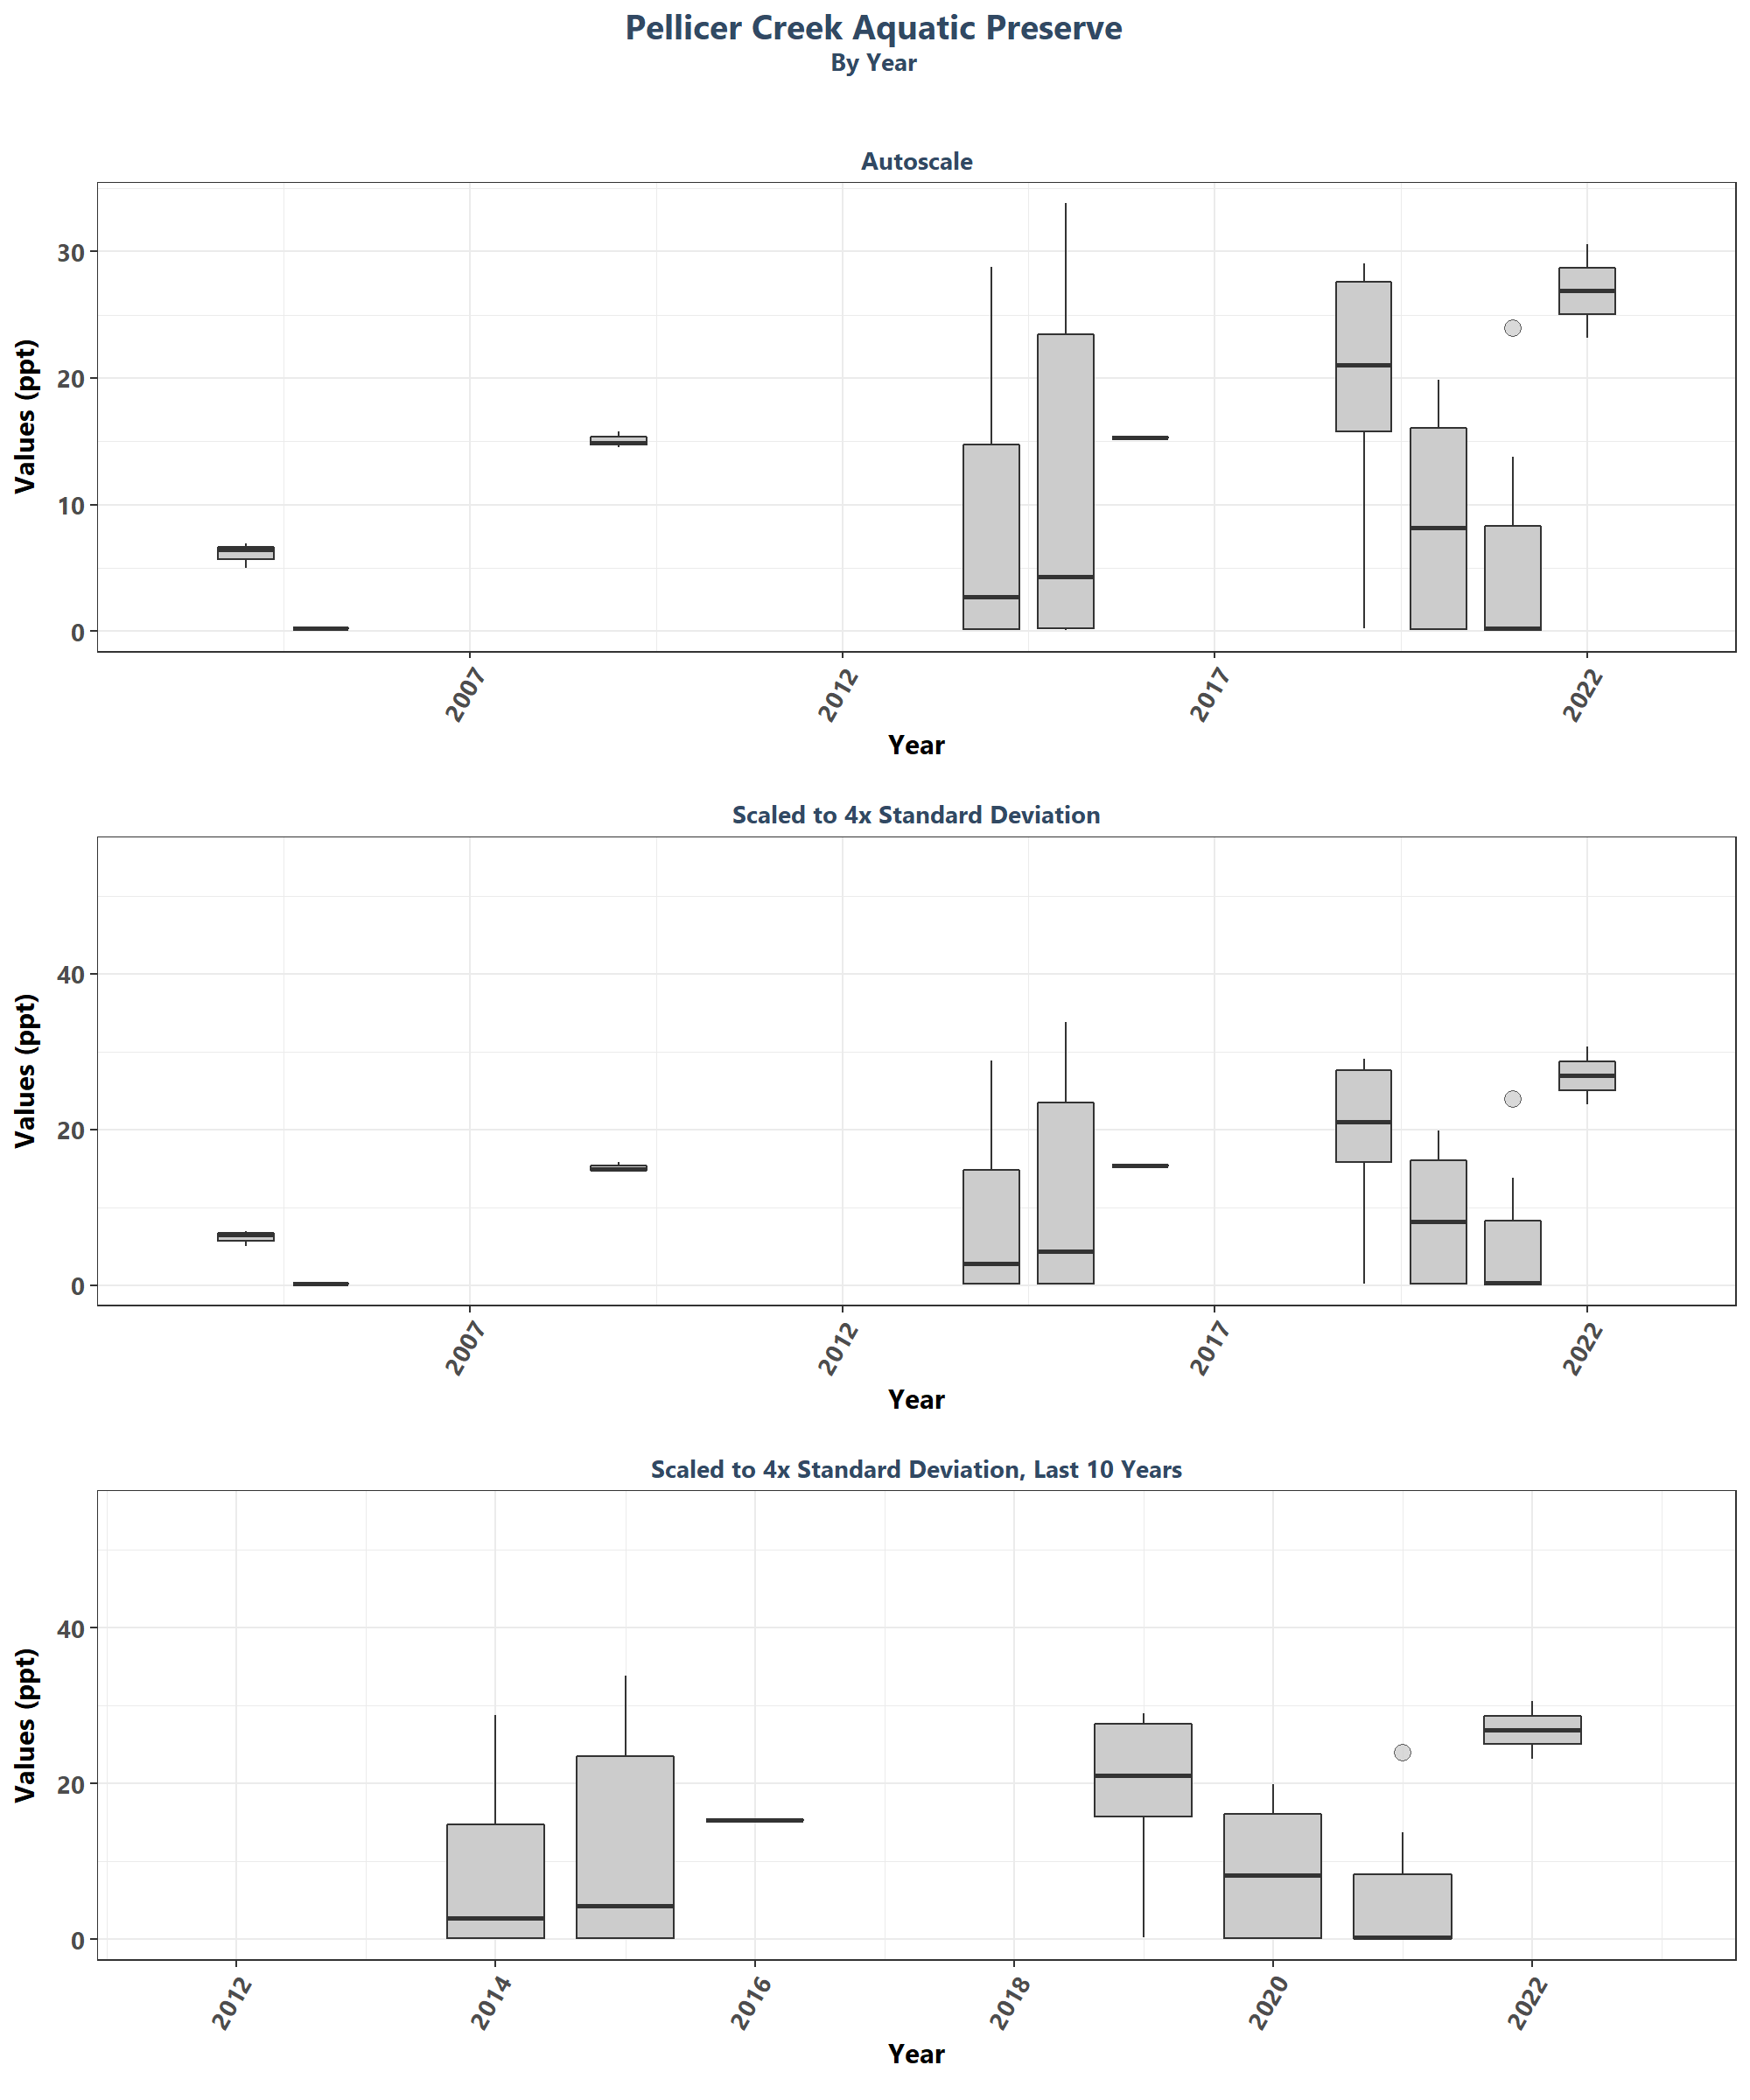 Pellicer Creek Aquatic Preserve
By Year
Autoscale
Values (ppt)
30
20
10
0
2007 2012 2017 2022
Year
Scaled to 4x Standard Deviation
Values (ppt)
40
20
0
2007 2012 2017 2022
Year
Scaled to 4x Standard Deviation, Last 10 Years
Values (ppt)
40
20
0
2012 2014 2016 2018 2020 2022
Year